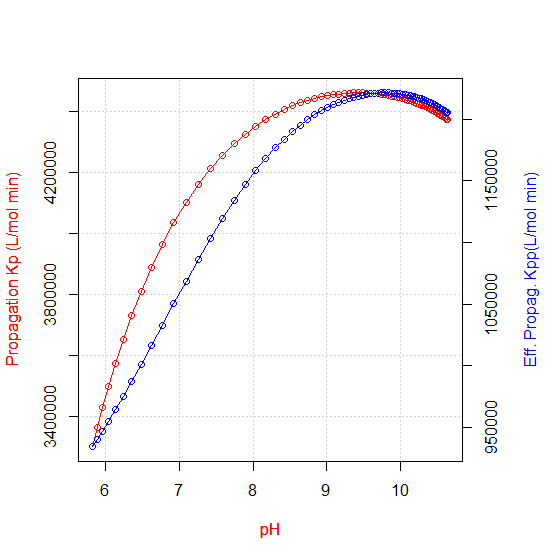 Propagation Kp (L/mol min)
3400000 3800000 4200000
950000 1050000 1150000
Eff. Propag. Kpp(L/mol min)
6 7 8 9 10
pH